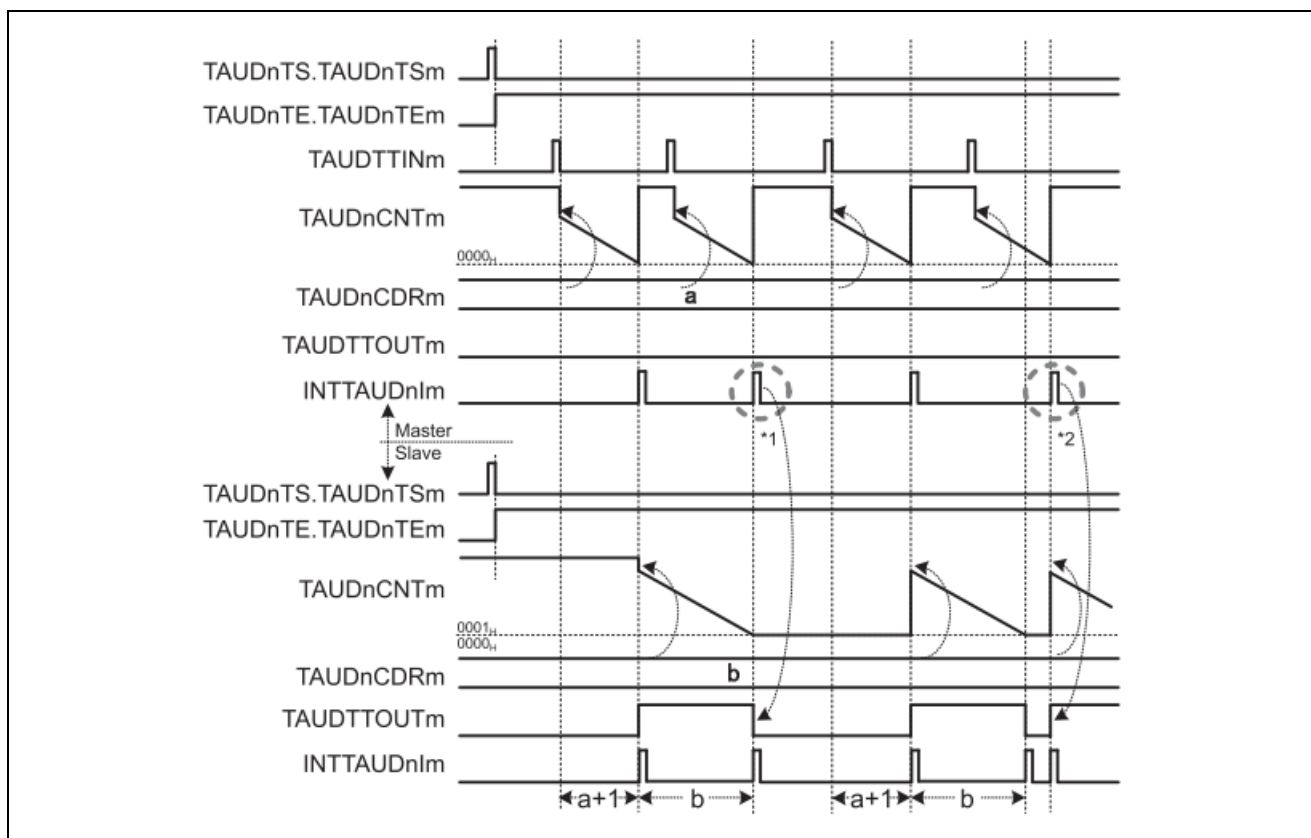 TAUDnTS.TAUDnTSm
TAUDnTE.TAUDnTEm
TAUDTTINm
TAUDnCNTm
0000H
TAUDnCDRm
a
TAUDTTOUTm
INTTAUDnIm
*1
*2
Master
Slave
TAUDnTS.TAUDnTSm
TAUDnTE.TAUDnTEm
TAUDnCNTm
0001H
0000H
TAUDnCDRm
b
TAUDTTOUTm
INTTAUDnIm
a+1 b a+1 b